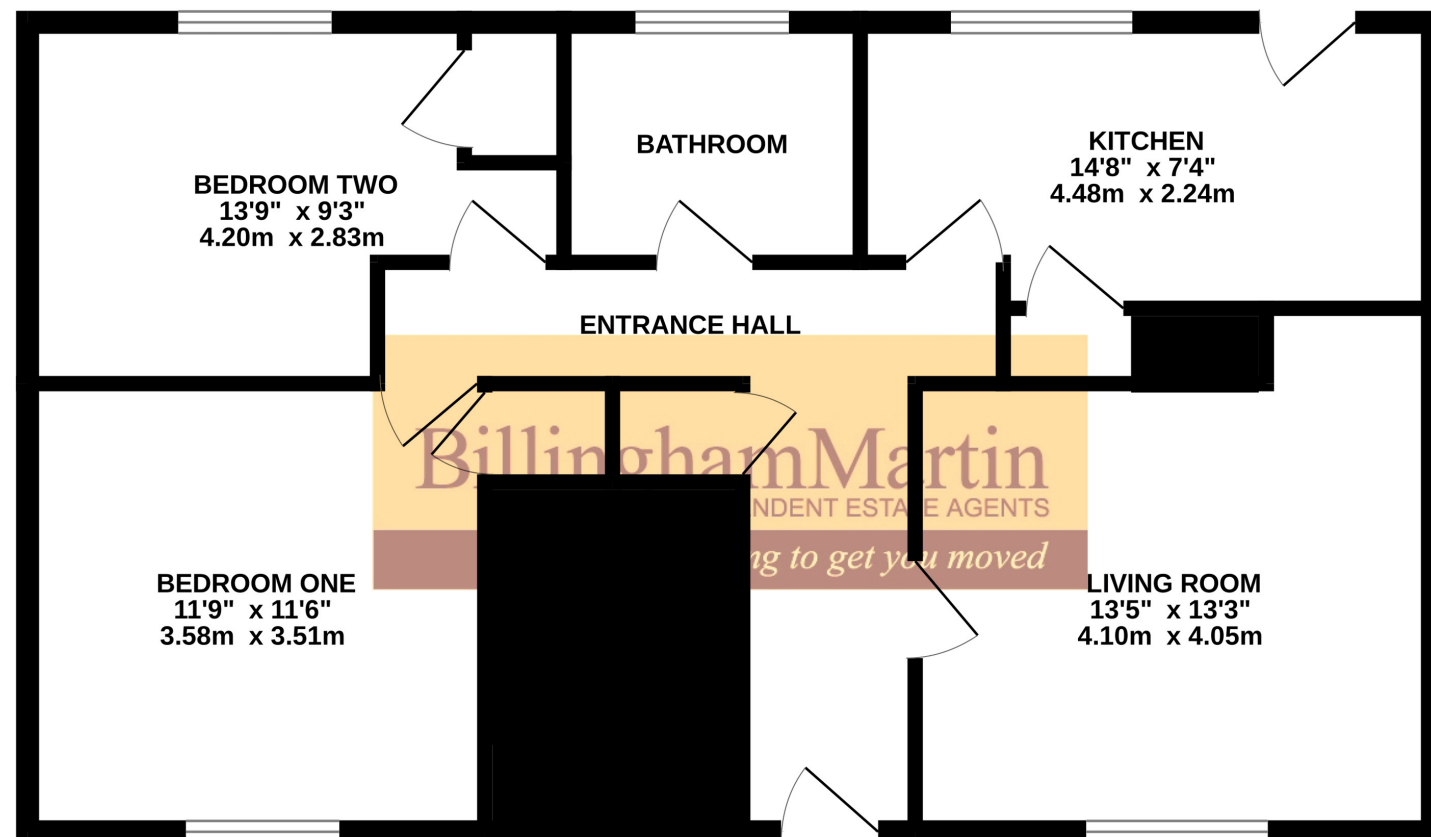 BATHROOM
KITCHEN
14'8" x 7'4"
4.48m x 2.24m
BEDROOM TWO
13'9" x 9'3"
4.20m x 2.83m
ENTRANCE HALL
BillinghamMartin
NDENT ESTATE AGENTS
ng to get you moved
BEDROOM ONE
11'9" x 11'6"
3.58m x 3.51m
LIVING ROOM
13'5" x 13'3"
4.10m x 4.05m